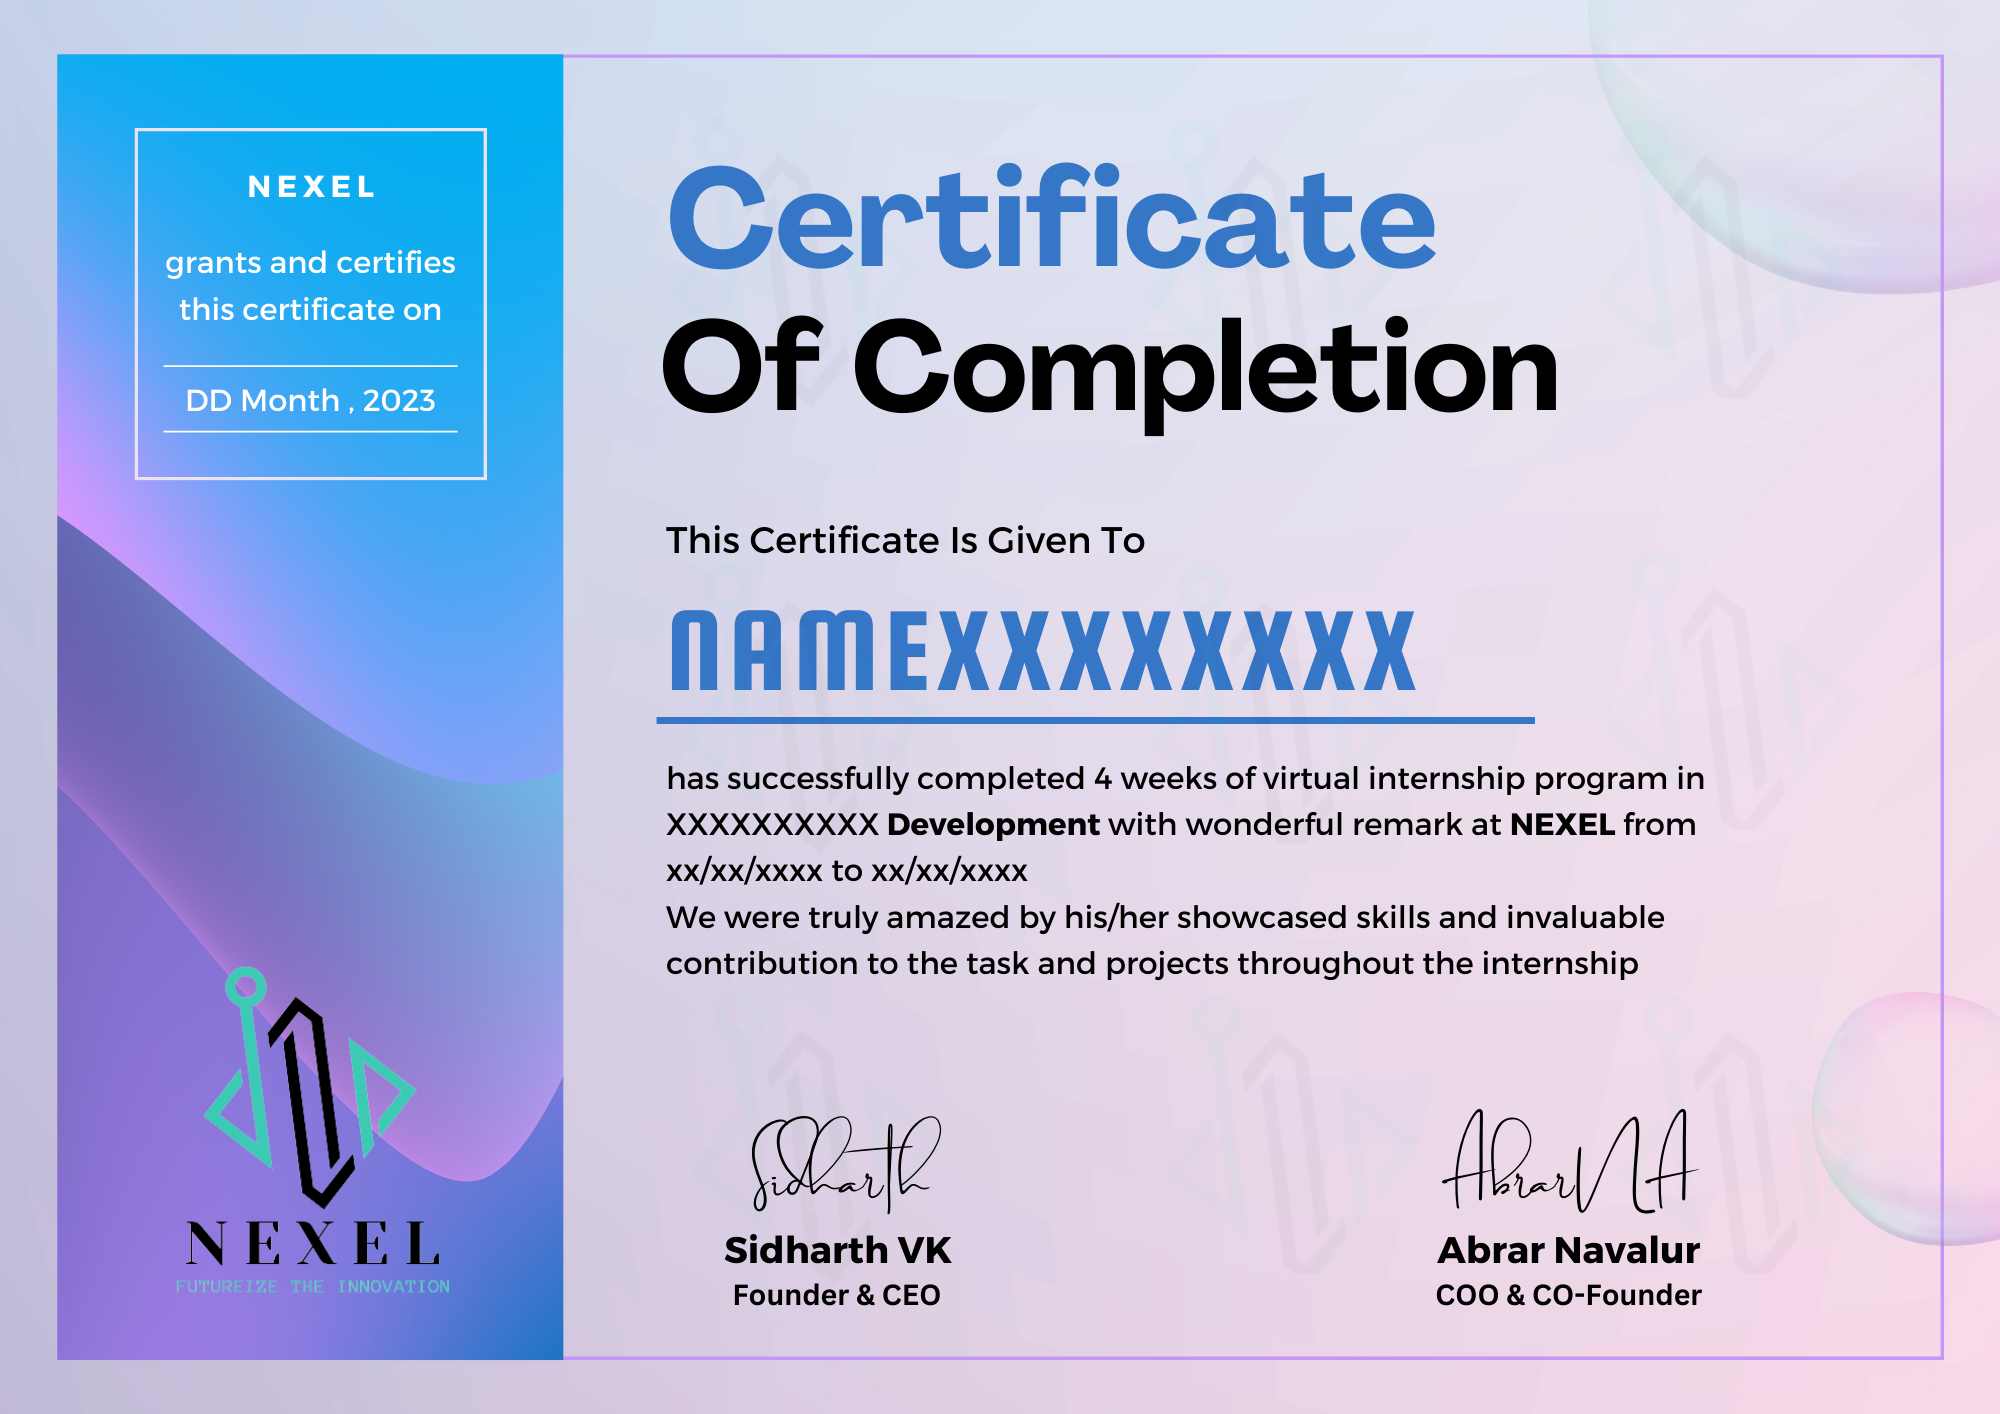 NEXEL
grants and certifies
this certificate on
DD Month , 2023
NEXEL
FUTUREIZE THE INNOVATION
Certificate
Of Completion
This Certificate Is Given To
NAMEXXXXXXXX
has successfully completed 4 weeks of virtual internship program in
XXXXXXXXXX Development with wonderful remark at NEXEL from
xx/xx/xxxx to xx/xx/xxxx
We were truly amazed by his/her showcased skills and invaluable
contribution to the task and projects throughout the internship
Sidharth
Sidharth VK
Founder & CEO
Abrar N A
Abrar Navalur
COO & CO-Founder